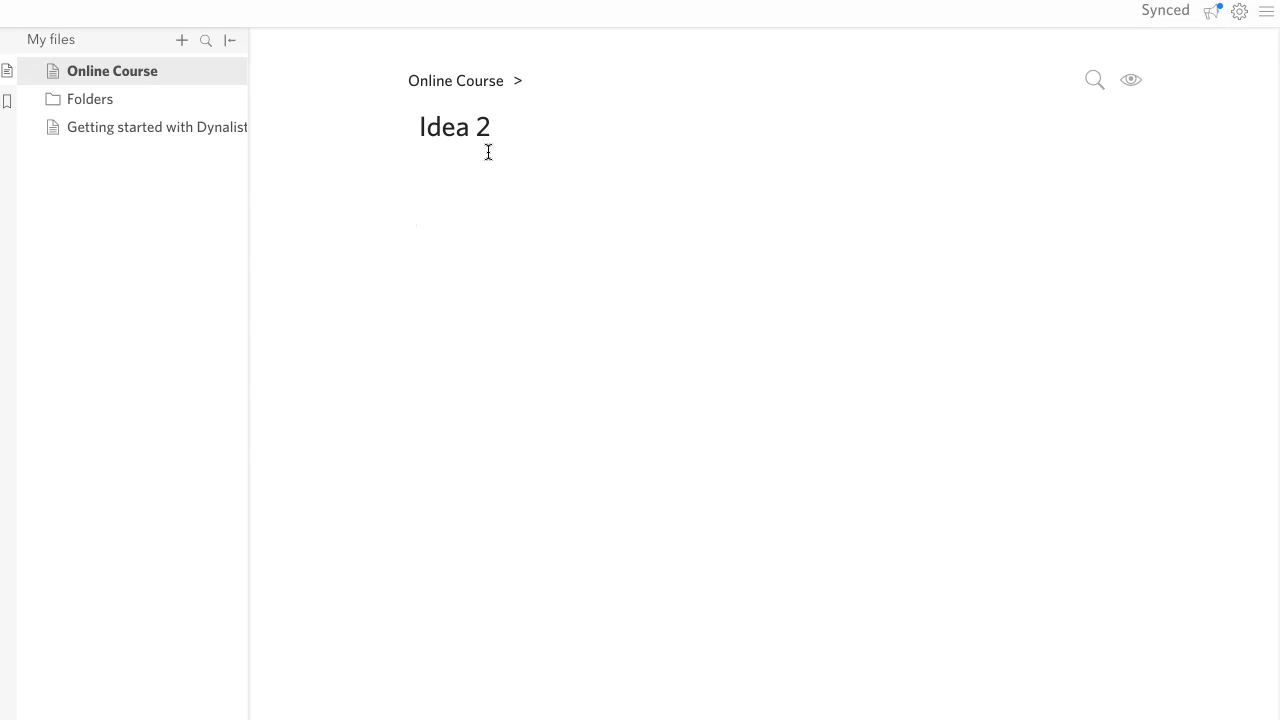 Synced
My files
Online Course
Folders
Getting started with Dynalist
Online Course >
Idea 2